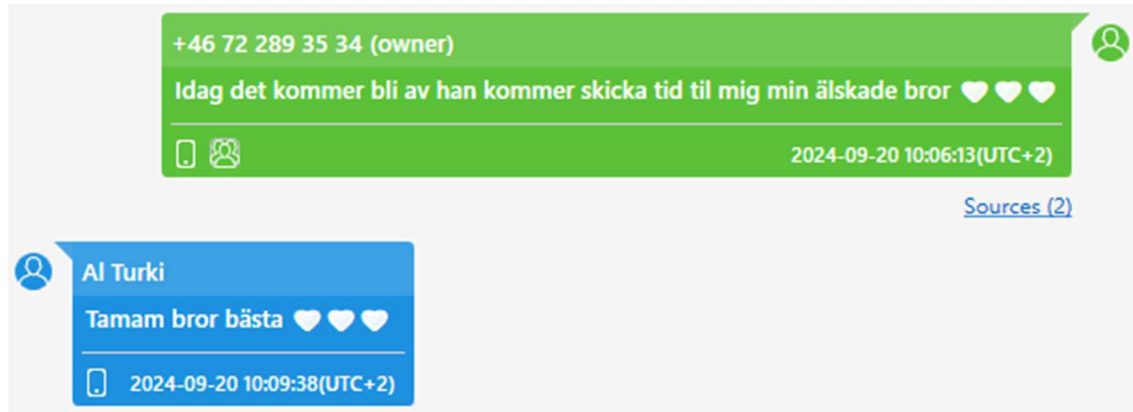 +46 72 289 35 34 (owner)
Idag det kommer bli av han kommer skicka tid til mig min älskade bror 🤍🤍🤍
2024-09-20 10:06:13(UTC+2)
Sources (2)
Al Turki
Tamam bror bästa 🤍🤍🤍
2024-09-20 10:09:38(UTC+2)